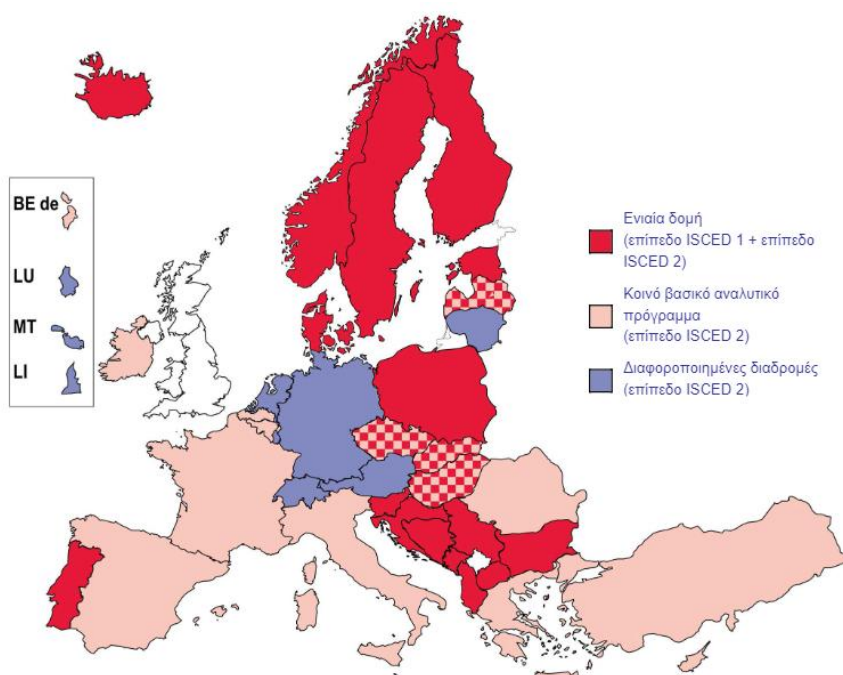 BE de
LU
MT
LI
Ενιαία δομή
(επίπεδο ISCED 1 + επίπεδο
ISCED 2)
Κοινό βασικό αναλυτικό
πρόγραμμα
(επίπεδο ISCED 2)
Διαφοροποιημένες διαδρομές
(επίπεδο ISCED 2)